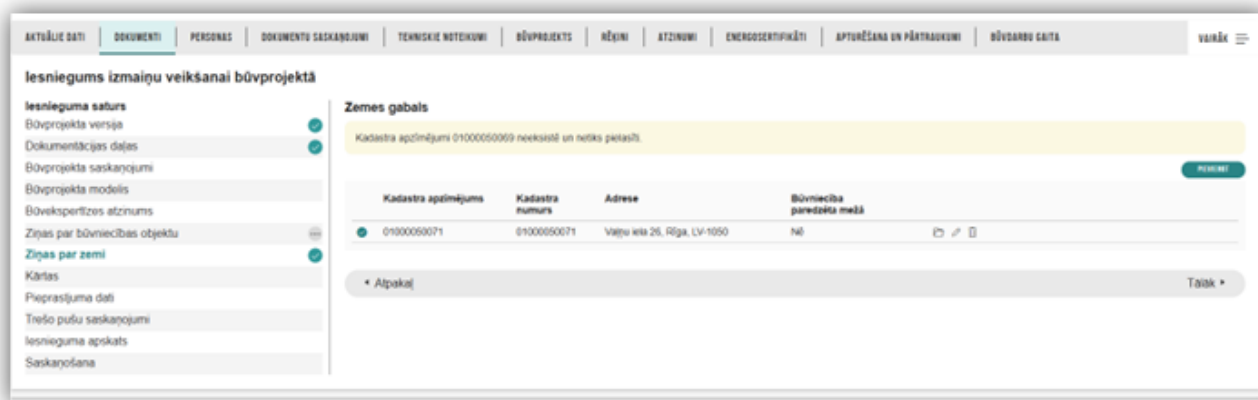 AKTUĀLIE DATI DOKUMENTI PERSONAS DOKUMENTU SASKAŅOJUMI TEHNISKIE NOTEIKUMI BŪVPROJEKTS RĒĶINI ATZINUMI ENERGOSERTIFIKĀTI APTURĒŠANA UN PĀRTRAUKUMI BŪVDARBU GAITA VAIRĀK
Iesniegums izmaiņu veikšanai būvprojektā
Iesnieguma saturs
Būvprojekta versija
Dokumentācijas daļas
Būvprojekta saskaņojumi
Būvprojekta modelis
Būvekspertīzes atzinums
Ziņas par būvniecības objektu
Ziņas par zemi
Kārtas
Pieprasījuma dati
Trešo pušu saskaņojumi
Iesnieguma apskats
Saskaņošana
Zemes gabals
Kadastra apzīmējumi 01000050069 neeksistē un netiks pielasīti.
PIEVIENOT
Kadastra apzīmējums Kadastra numurs Adrese Būvniecība paredzēta mežā
01000050071 01000050071 Vaļņu iela 26, Rīga, LV-1050 Nē
Atpakaļ Tālāk